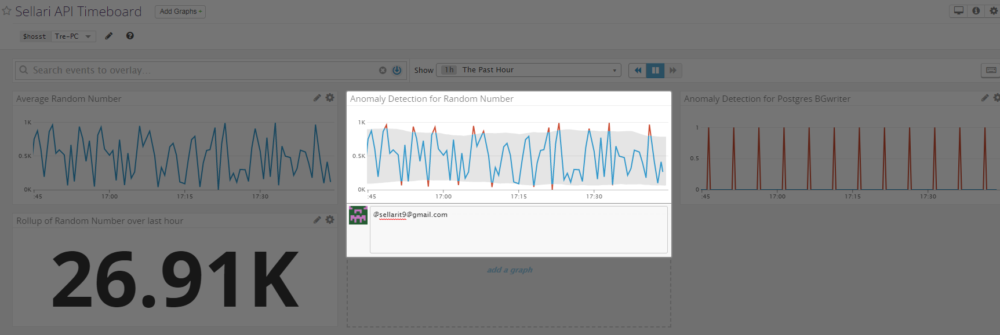 Sellari API Timeboard
Add Graphs +
$hosst Tre-PC
Search events to overlay...
Show 1h The Past Hour
Average Random Number
1K
0.5K
0K
:45 17:00 17:15 17:30
Anomaly Detection for Random Number
1K
0.5K
0K
:45 17:00 17:15 17:30
@sellarit9@gmail.com
Anomaly Detection for Postgres BGwriter
1
0.5
0
:45 17:00 17:15 17:30
Rollup of Random Number over last hour
26.91K
add a graph